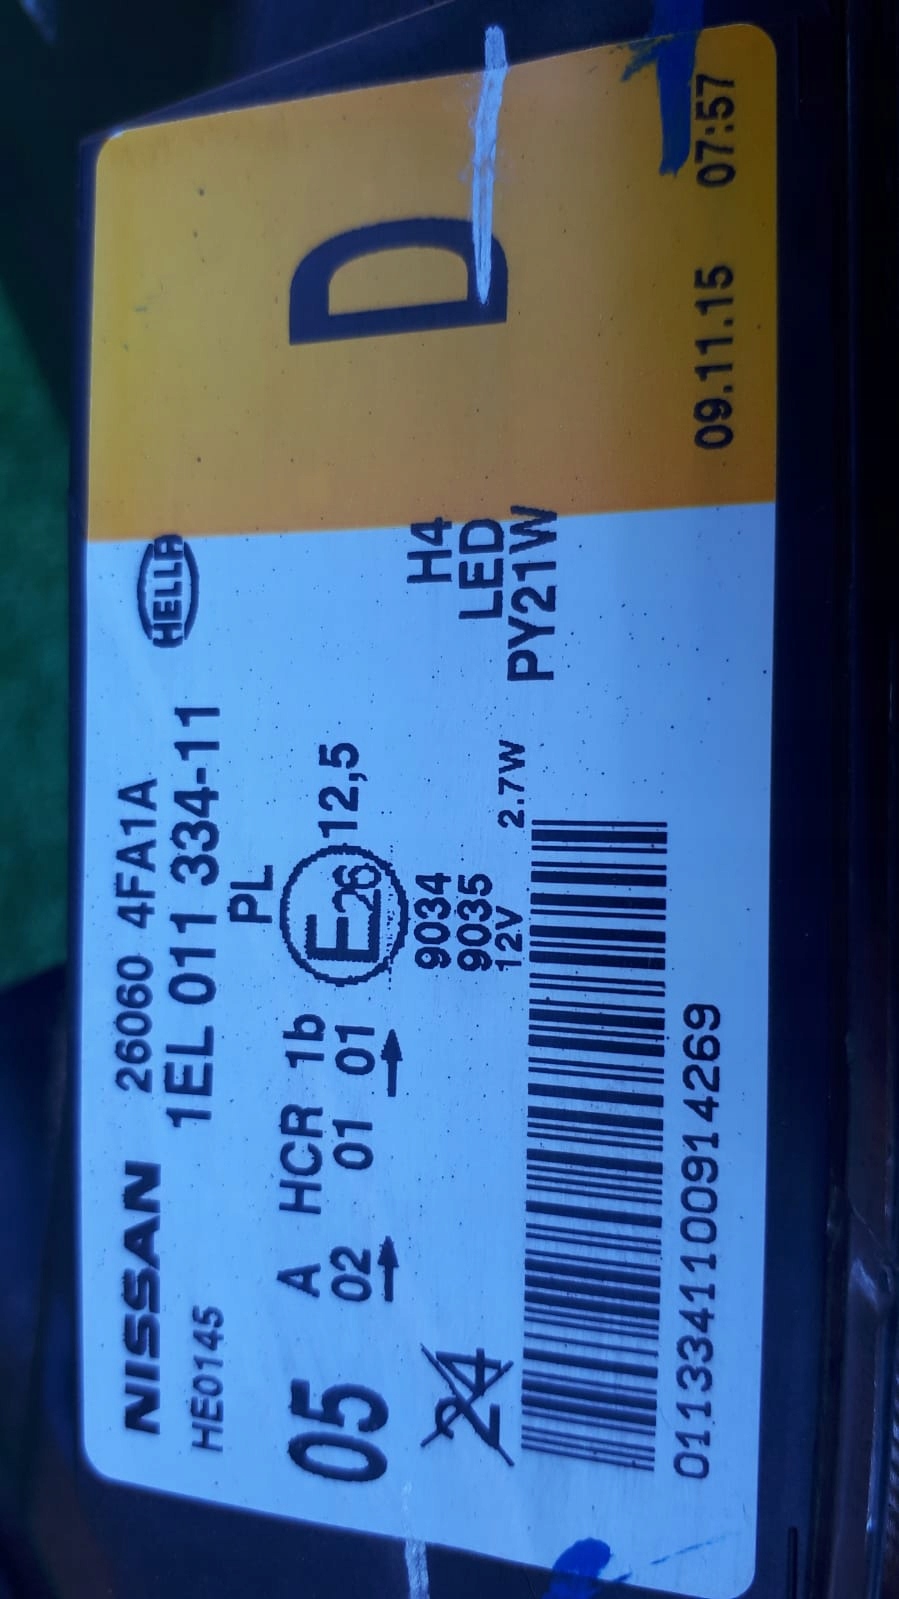 NISSAN 26060 4FA1A
HE0145 1EL 011 334-11 HELLA
PL
05 A HCR 1b
02 01 01 E26 12,5
24 9034 H4
9035 LED
12V 2.7W PY21W
0113341100914269
D
09.11.15 07:57